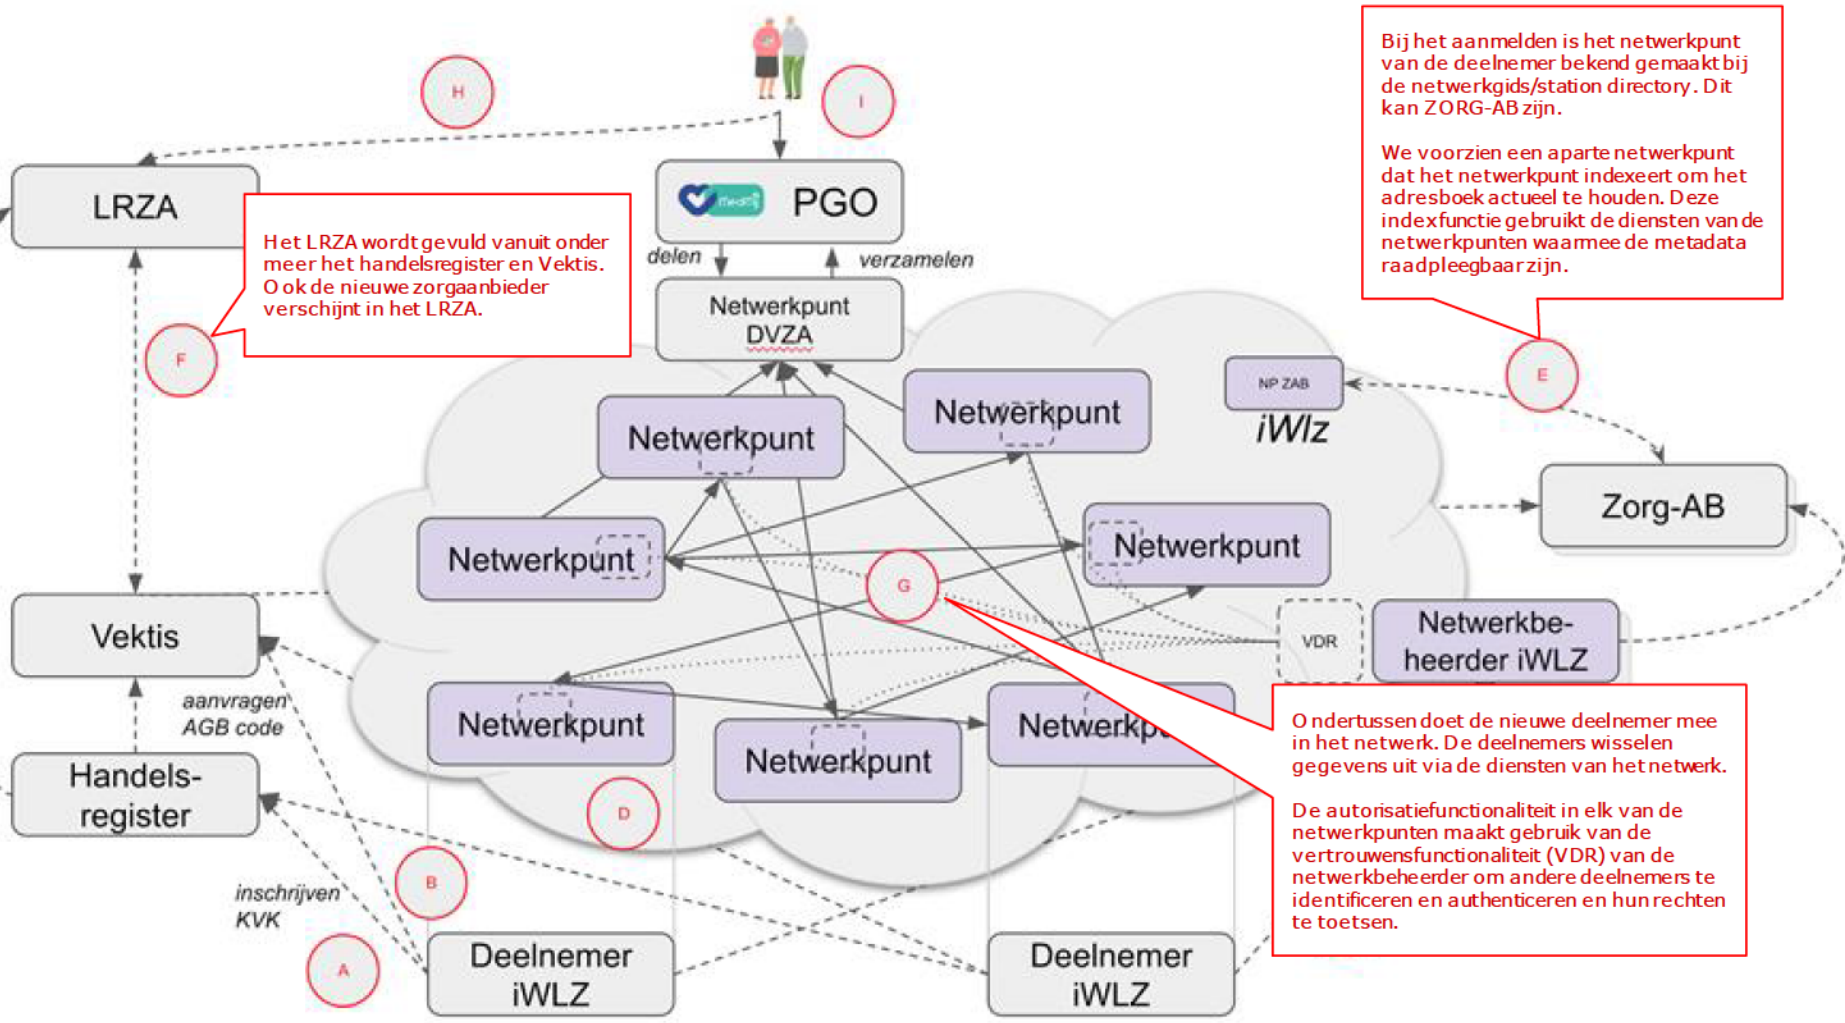 H
I
Bij het aanmelden is het netwerkpunt
van de deelnemer bekend gemaakt bij
de netwerkgids/station directory. Dit
kan ZORG-AB zijn.
We voorzien een aparte netwerkpunt
dat het netwerkpunt indexeert om het
adresboek actueel te houden. Deze
indexfunctie gebruikt de diensten van de
netwerkpunten waarmee de metadata
raadpleegbaar zijn.
LRZA
medmij PGO
Het LRZA wordt gevuld vanuit onder
meer het handelsregister en Vektis.
Ook de nieuwe zorgaanbieder
verschijnt in het LRZA.
delen
verzamelen
Netwerkpunt
DVZA
F
E
NP ZAB
iWlz
Netwerkpunt
Netwerkpunt
Zorg-AB
Netwerkpunt
Netwerkpunt
G
Vektis
VDR
Netwerkbe-
heerder iWLZ
aanvragen
AGB code
Netwerkpunt
Netwerkpunt
Netwerkp
Ondertussen doet de nieuwe deelnemer mee
in het netwerk. De deelnemers wisselen
gegevens uit via de diensten van het netwerk.
De autorisatiefunctionaliteit in elk van de
netwerkpunten maakt gebruik van de
vertrouwensfunctionaliteit (VDR) van de
netwerkbeheerder om andere deelnemers te
identificeren en authenticeren en hun rechten
te toetsen.
Handels-
register
D
B
inschrijven
KVK
A
Deelnemer
iWLZ
Deelnemer
iWLZ